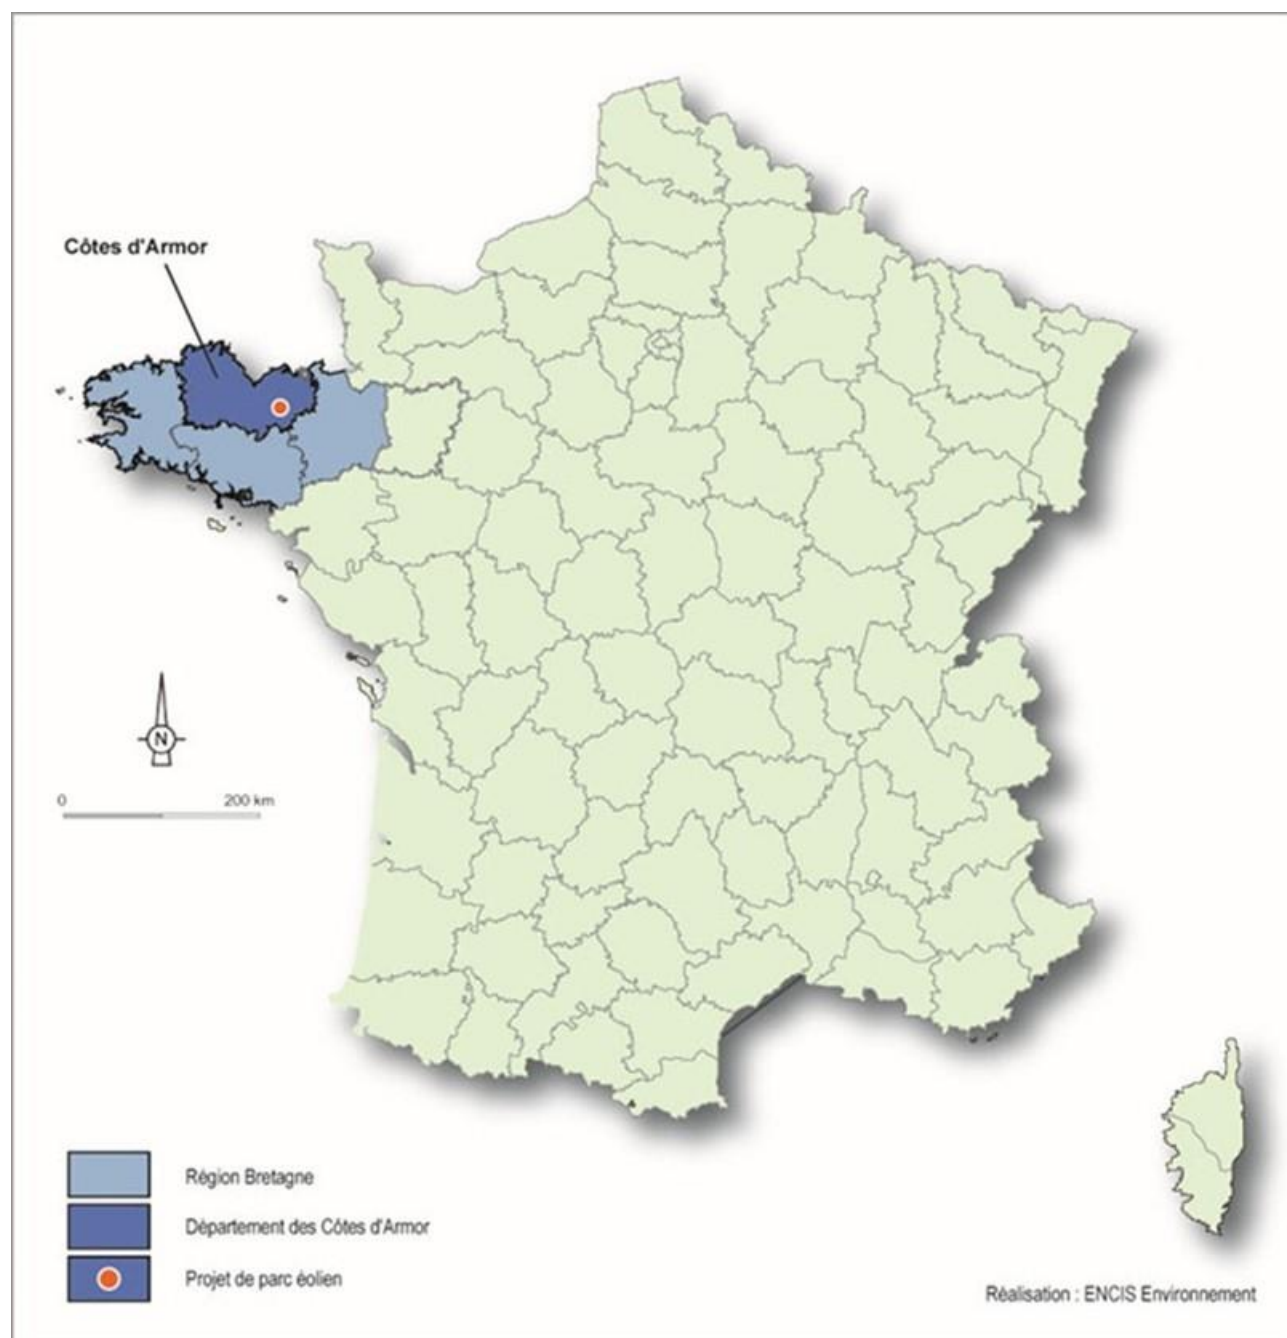 Côtes d'Armor
N
0 200 km
Région Bretagne
Département des Côtes d'Armor
Projet de parc éolien
Réalisation : ENCIS Environnement